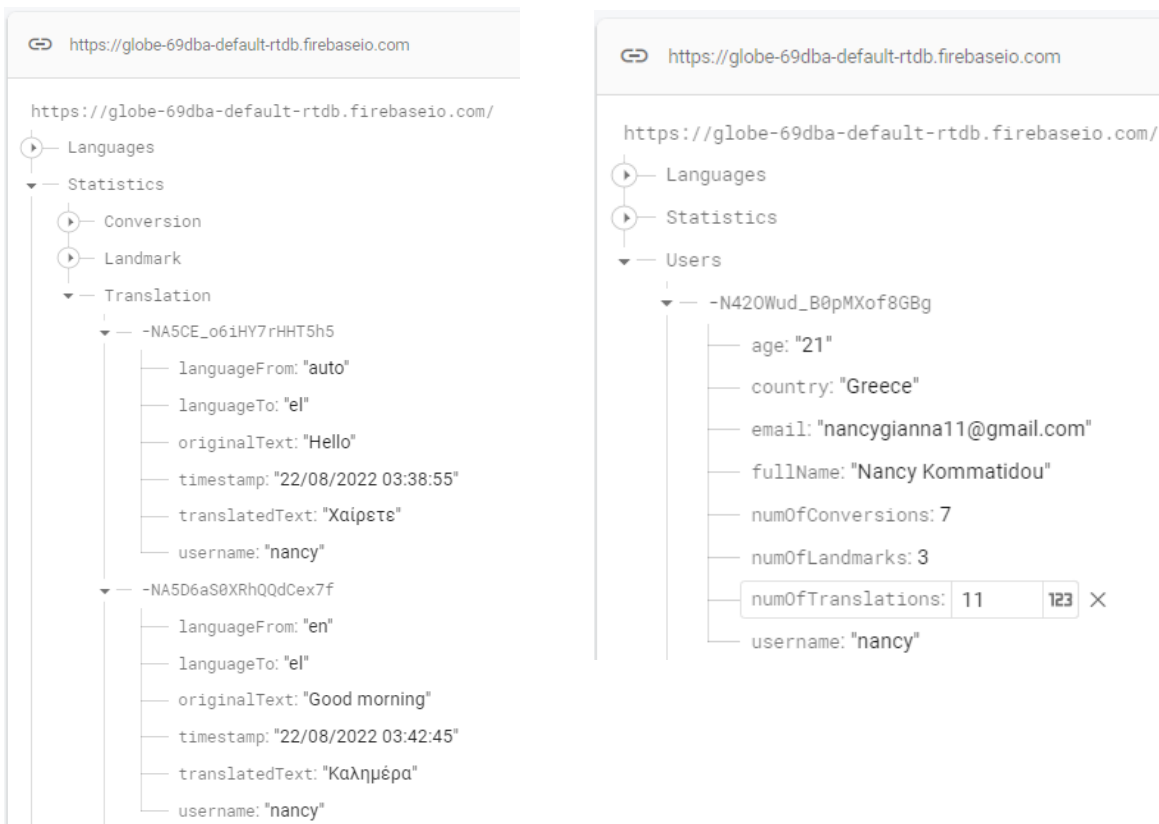 https://globe-69dba-default-rtdb.firebaseio.com
https://globe-69dba-default-rtdb.firebaseio.com/
Languages
Statistics
Conversion
Landmark
Translation
-NA5CE_o6iHY7rHHT5h5
languageFrom: "auto"
languageTo: "el"
originalText: "Hello"
timestamp: "22/08/2022 03:38:55"
translatedText: "Χαίρετε"
username: "nancy"
-NA5D6aS0XRhQQdCex7f
languageFrom: "en"
languageTo: "el"
originalText: "Good morning"
timestamp: "22/08/2022 03:42:45"
translatedText: "Καλημέρα"
username: "nancy"
https://globe-69dba-default-rtdb.firebaseio.com
https://globe-69dba-default-rtdb.firebaseio.com/
Languages
Statistics
Users
-N42OWud_B0pMXof8GBg
age: "21"
country: "Greece"
email: "nancygianna11@gmail.com"
fullName: "Nancy Kommatidou"
numOfConversions: 7
numOfLandmarks: 3
numOfTranslations: 11 123
username: "nancy"